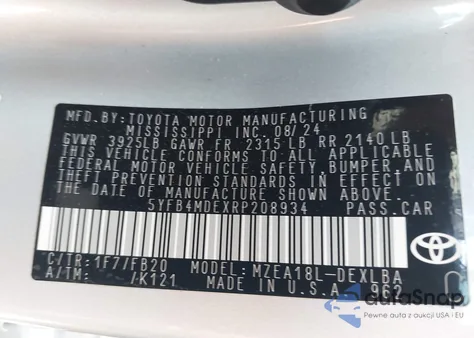 MFD. BY: TOYOTA MOTOR MANUFACTURING
MISSISSIPPI INC. 08/24
GVWR 3925LB GAWR FR 2315 LB RR 2140 LB
THIS VEHICLE CONFORMS TO ALL APPLICABLE
FEDERAL MOTOR VEHICLE SAFETY, BUMPER, AND
THEFT PREVENTION STANDARDS IN EFFECT ON
THE DATE OF MANUFACTURE SHOWN ABOVE.
5YFB4MDEXRP208934 PASS.CAR
C/TR: 1F7/FB20 MODEL: MZEA18L-DEXLBA
A/TM: /K121 MADE IN U.S.A. 962
TOYOTA
autaSnap
Pewne auta z aukcji USA i EU